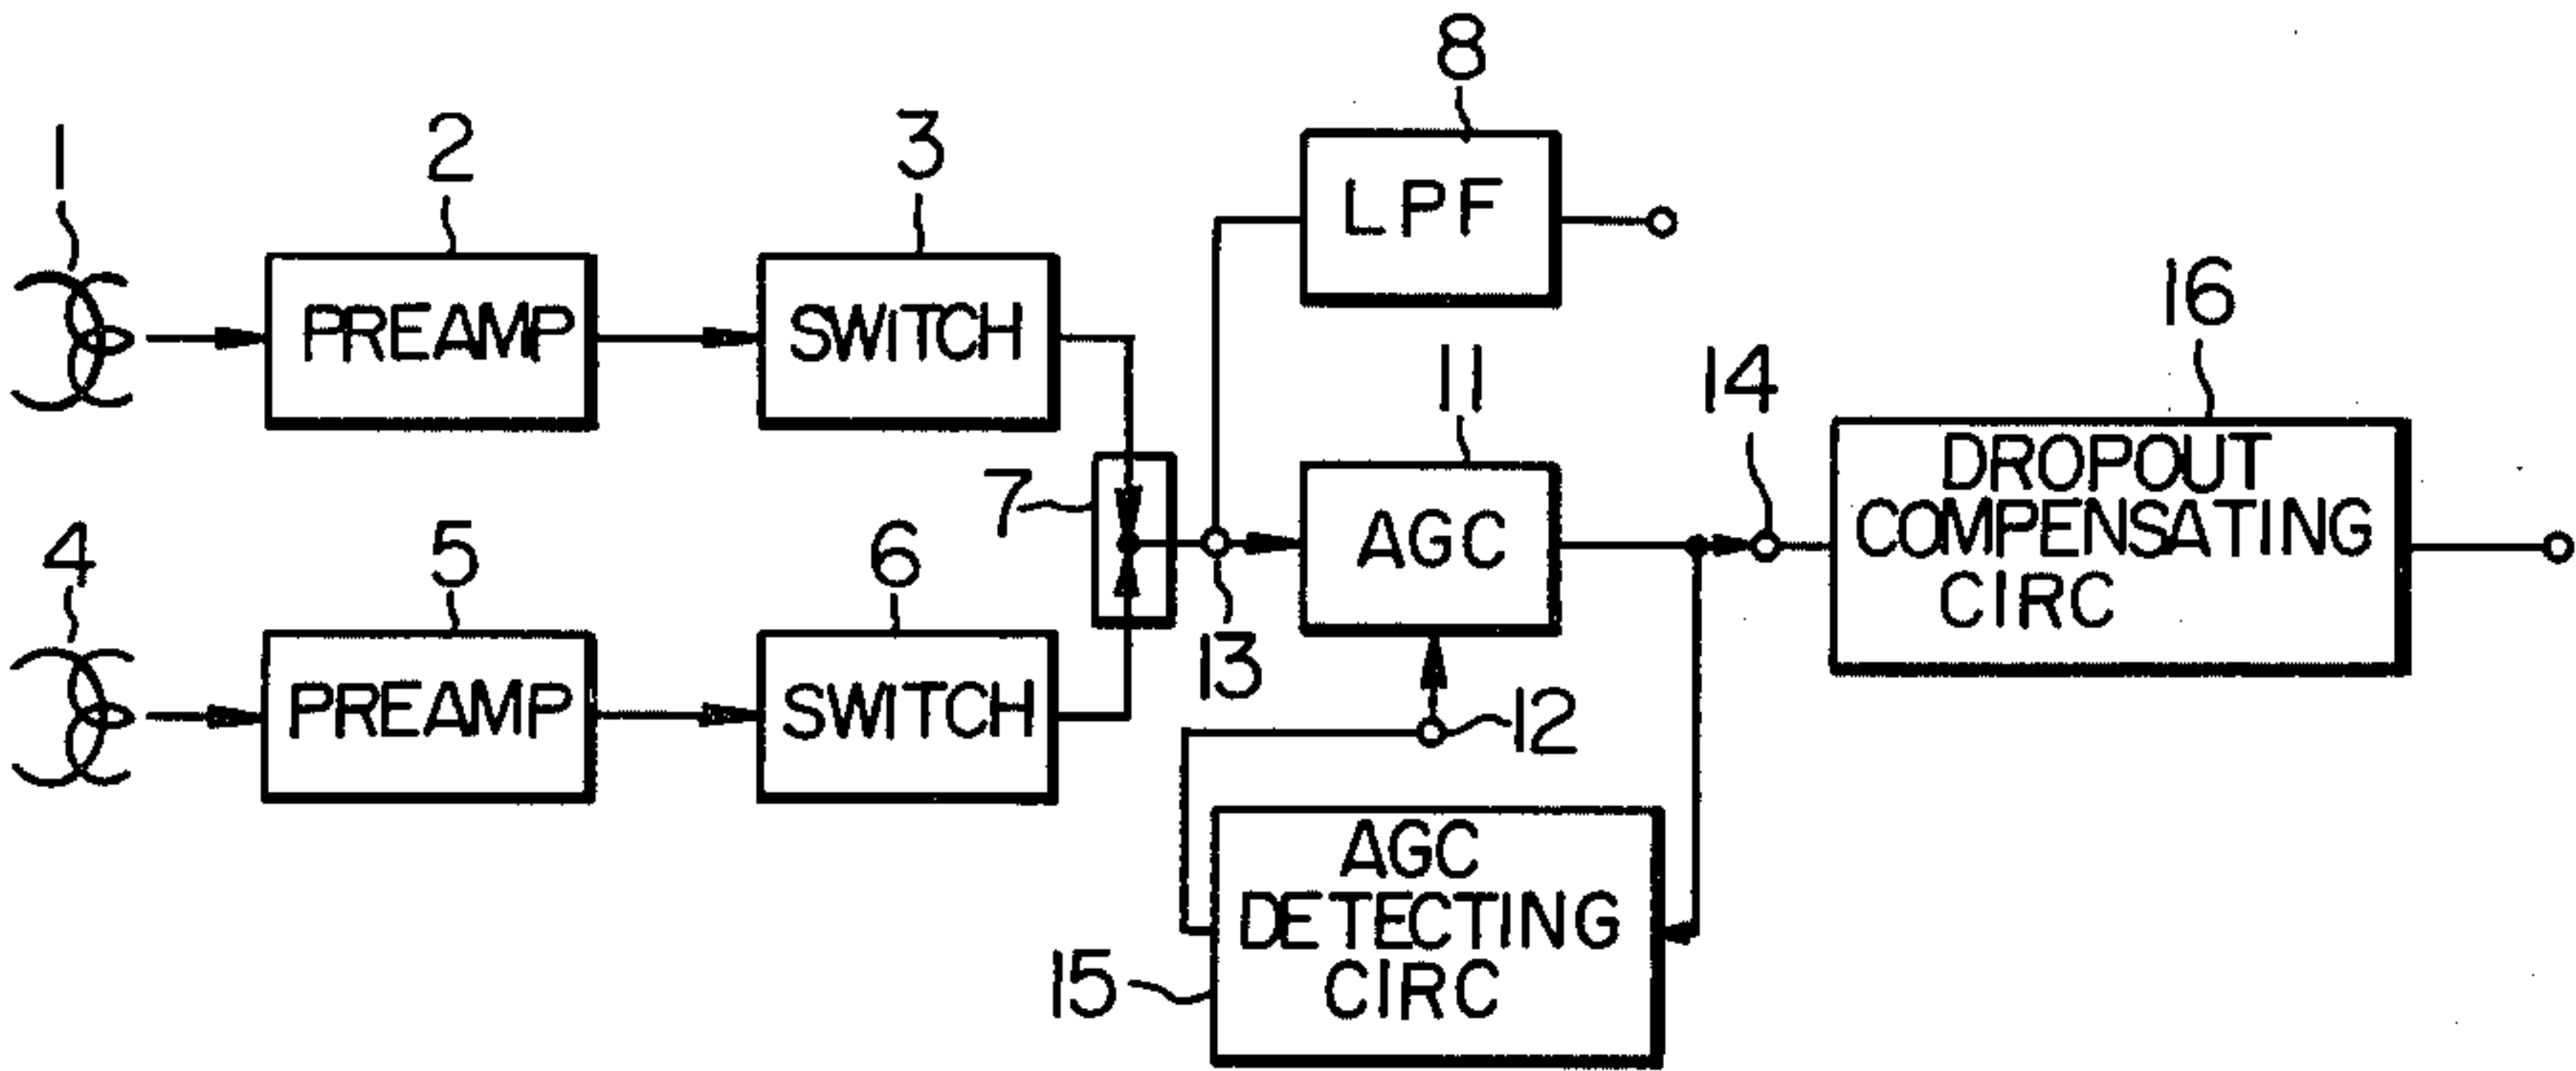 1
2
3
8
PREAMP
SWITCH
LPF
4
5
6
7
11
14
16
PREAMP
SWITCH
13
AGC
12
DROPOUT
COMPENSATING
CIRC
15
AGC
DETECTING
CIRC